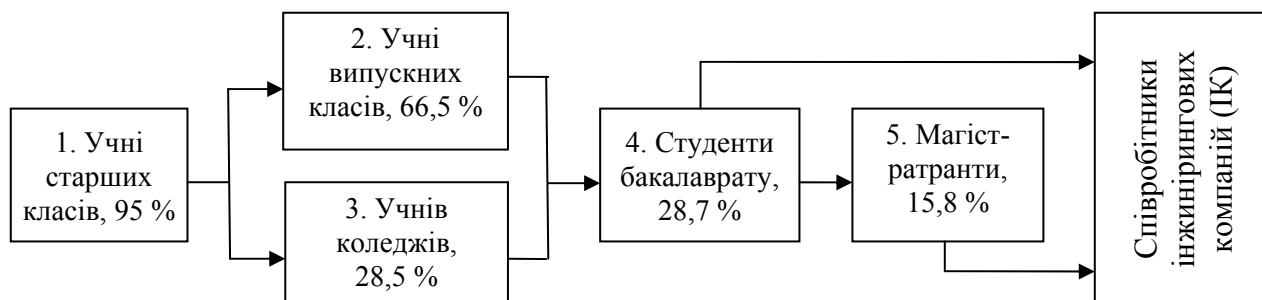 1. Учні
старших
класів, 95 %
2. Учні
випускних
класів, 66,5 %
3. Учнів
коледжів,
28,5 %
4. Студенти
бакалаврату,
28,7 %
5. Магіст-
ратранти,
15,8 %
Співробітники
інжинірингових
компаній (ІК)